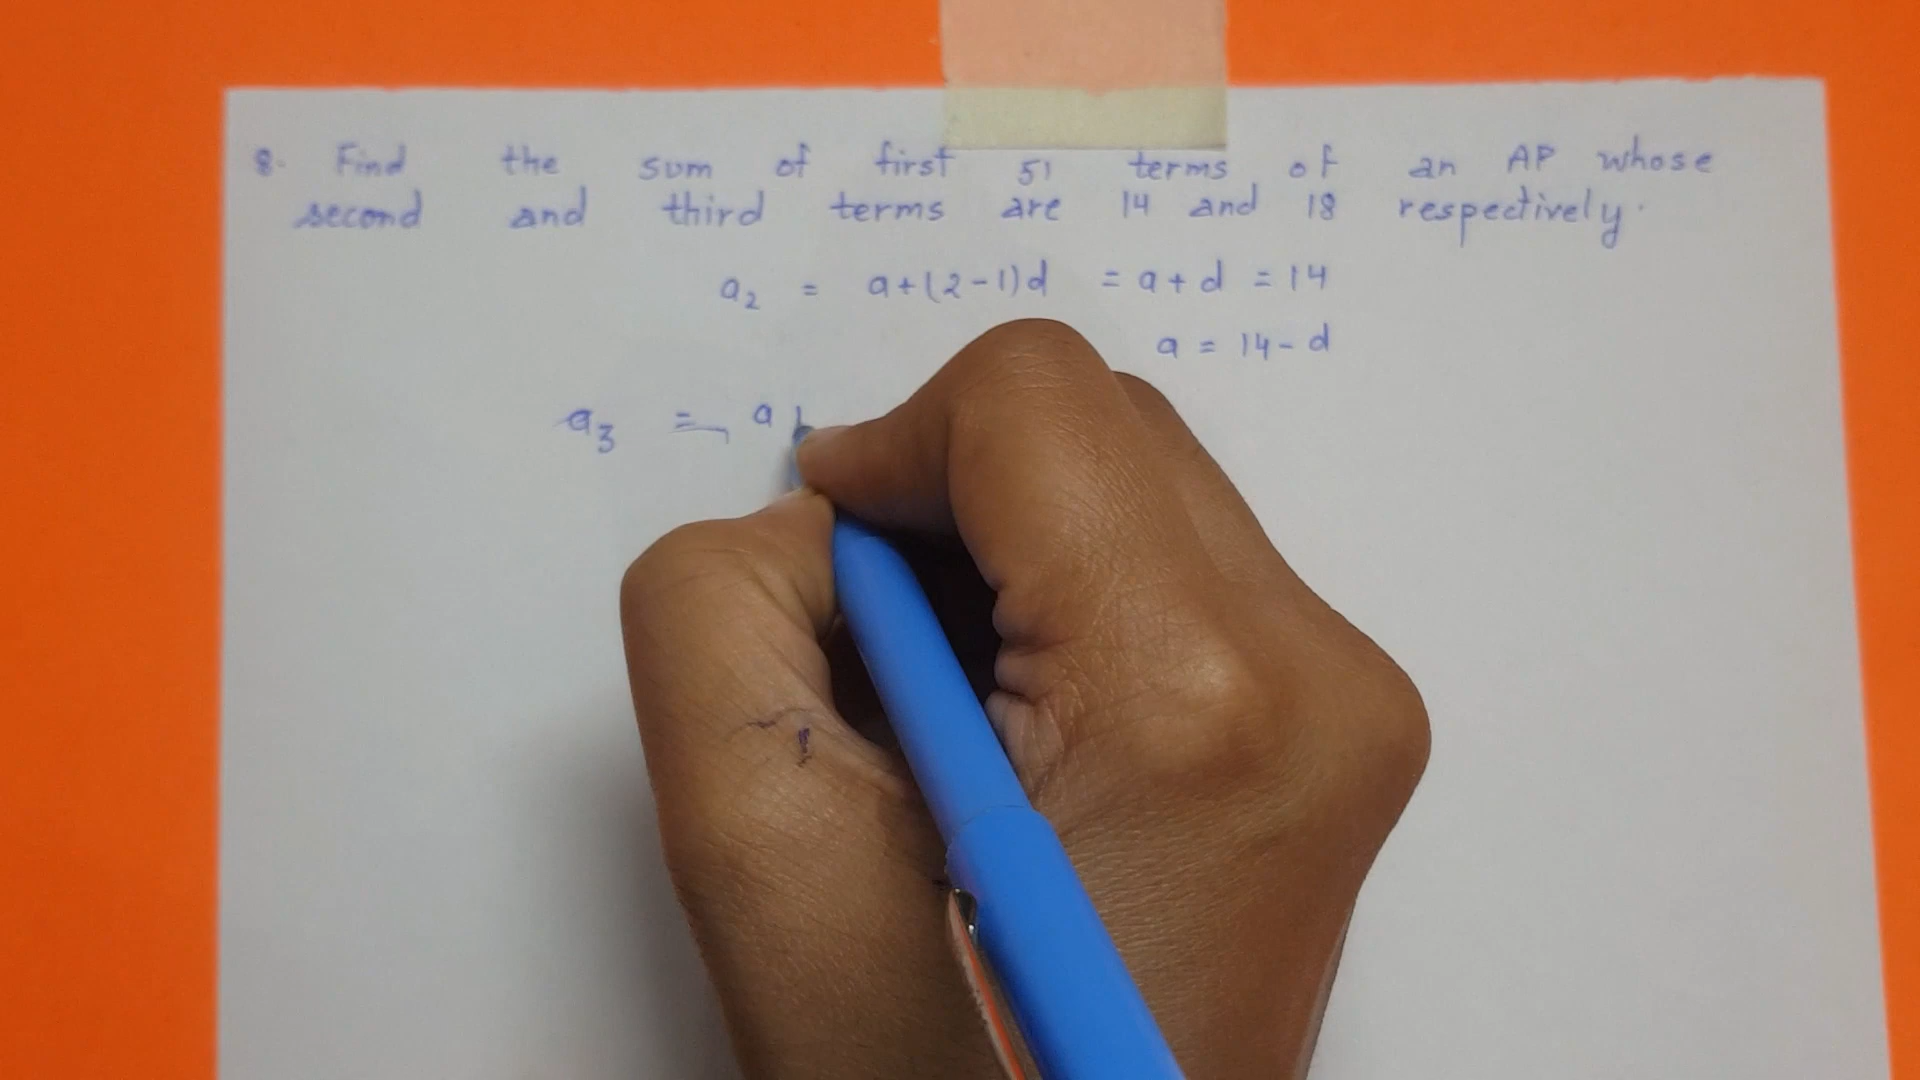 8. Find the sum of first 51 terms of an AP whose
second and third terms are 14 and 18 respectively.
a₂ = a+(2-1)d = a+d = 14
a = 14-d
a₃ = a